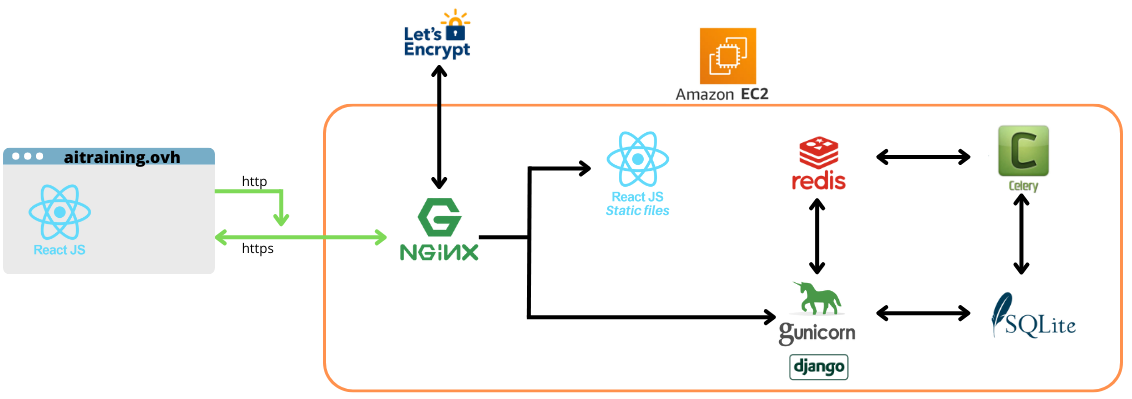 Let's
Encrypt
Amazon EC2
aitraining.ovh
React JS
http
https
NGiNX
React JS
Static files
redis
C
Celery
gunicorn
django
SQLite